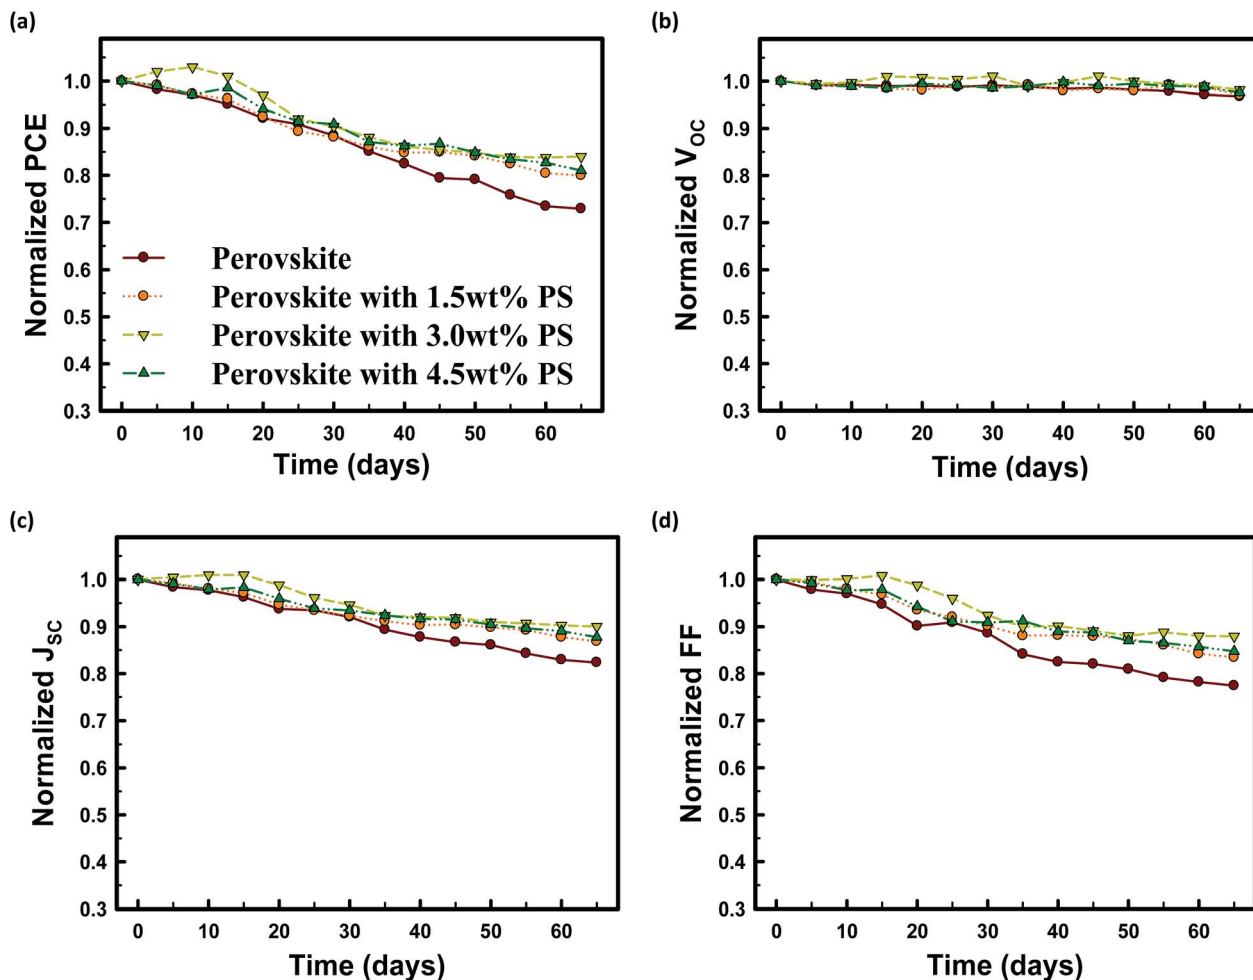 (a)
Normalized PCE
1.0
0.9
0.8
0.7
0.6
0.5
0.4
0.3
Perovskite
Perovskite with 1.5wt% PS
Perovskite with 3.0wt% PS
Perovskite with 4.5wt% PS
0 10 20 30 40 50 60
Time (days)
(b)
Normalized V_OC
1.0
0.9
0.8
0.7
0.6
0.5
0.4
0.3
0 10 20 30 40 50 60
Time (days)
(c)
Normalized J_SC
1.0
0.9
0.8
0.7
0.6
0.5
0.4
0.3
0 10 20 30 40 50 60
Time (days)
(d)
Normalized FF
1.0
0.9
0.8
0.7
0.6
0.5
0.4
0.3
0 10 20 30 40 50 60
Time (days)